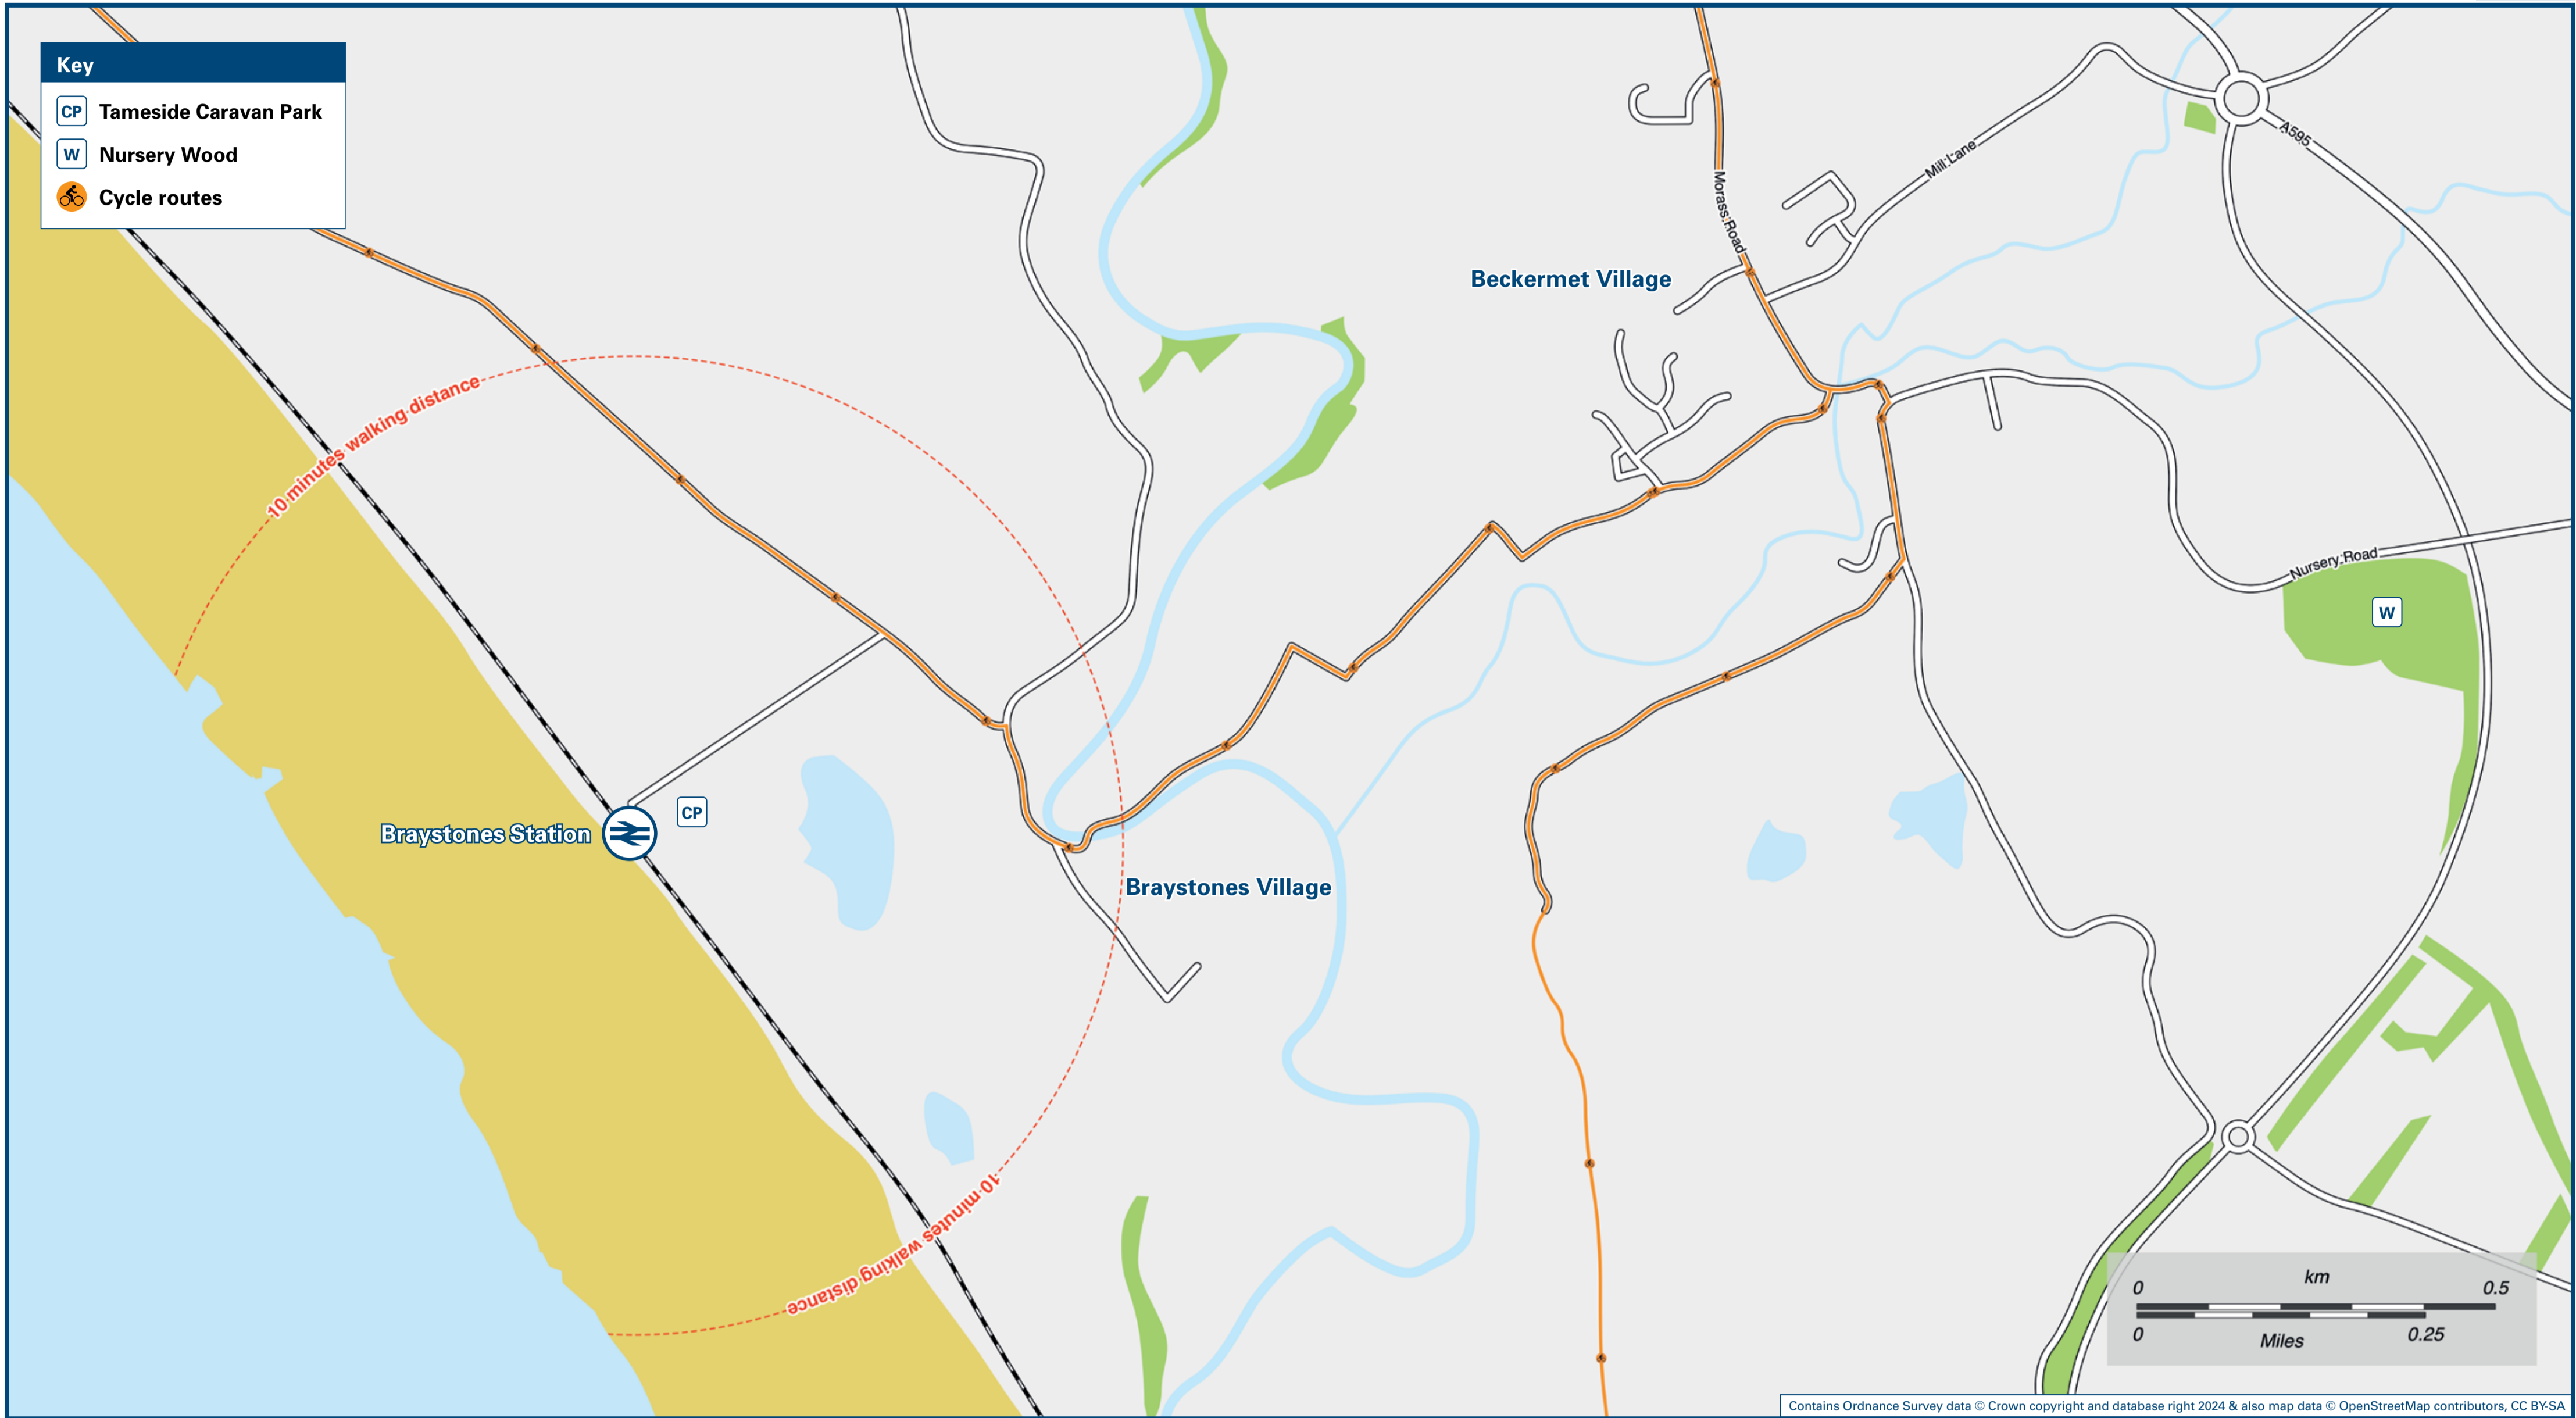 Key
CP Tameside Caravan Park
W Nursery Wood
Cycle routes
A595
Mill Lane
Morass Road
Beckermet Village
10 minutes walking distance
Nursery Road
W
CP
Braystones Station
Braystones Village
10 minutes walking distance
km
0 0.5
0 Miles 0.25
Contains Ordnance Survey data © Crown copyright and database right 2024 & also map data © OpenStreetMap contributors, CC BY-SA